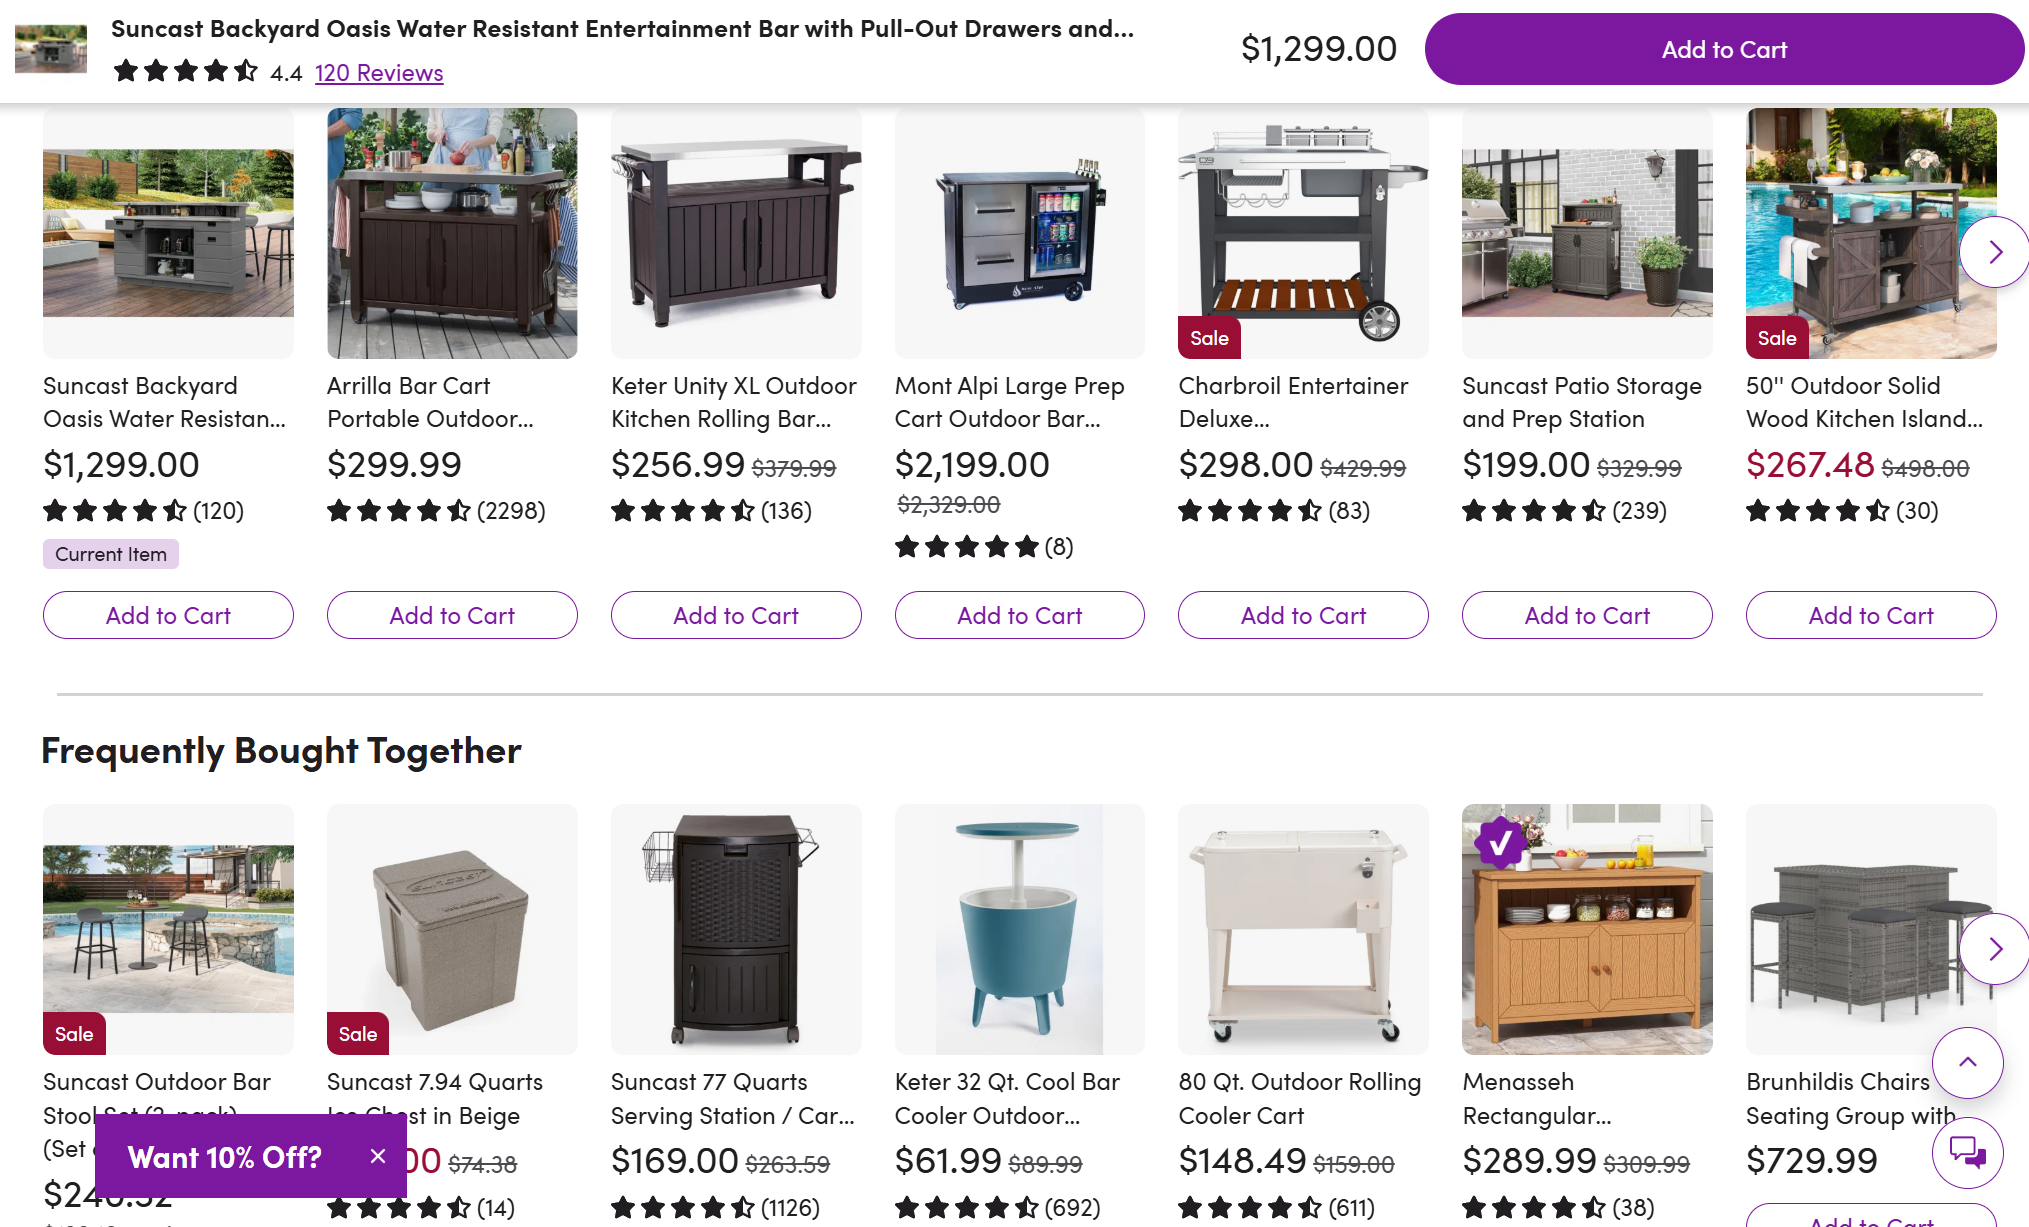 Suncast Backyard Oasis Water Resistant Entertainment Bar with Pull-Out Drawers and...
4.4 120 Reviews
$1,299.00
Add to Cart
Sale
Sale
Suncast Backyard
Oasis Water Resistan...
$1,299.00
(120)
Current Item
Add to Cart
Arrilla Bar Cart
Portable Outdoor...
$299.99
(2298)
Add to Cart
Keter Unity XL Outdoor
Kitchen Rolling Bar...
$256.99 $379.99
(136)
Add to Cart
Mont Alpi Large Prep
Cart Outdoor Bar...
$2,199.00
$2,329.00
(8)
Add to Cart
Charbroil Entertainer
Deluxe...
$298.00 $429.99
(83)
Add to Cart
Suncast Patio Storage
and Prep Station
$199.00 $329.99
(239)
Add to Cart
50'' Outdoor Solid
Wood Kitchen Island...
$267.48 $498.00
(30)
Add to Cart
Frequently Bought Together
Sale
Sale
Suncast Outdoor Bar
Stool Set (2-pack)
(Set
Suncast 7.94 Quarts
Ice Chest in Beige
00 $74.38
(14)
Suncast 77 Quarts
Serving Station / Car...
$169.00 $263.59
(1126)
Keter 32 Qt. Cool Bar
Cooler Outdoor...
$61.99 $89.99
(692)
80 Qt. Outdoor Rolling
Cooler Cart
$148.49 $159.00
(611)
Menasseh
Rectangular...
$289.99 $309.99
(38)
Brunhildis Chairs
Seating Group with
$729.99
Add to Cart
Want 10% Off?